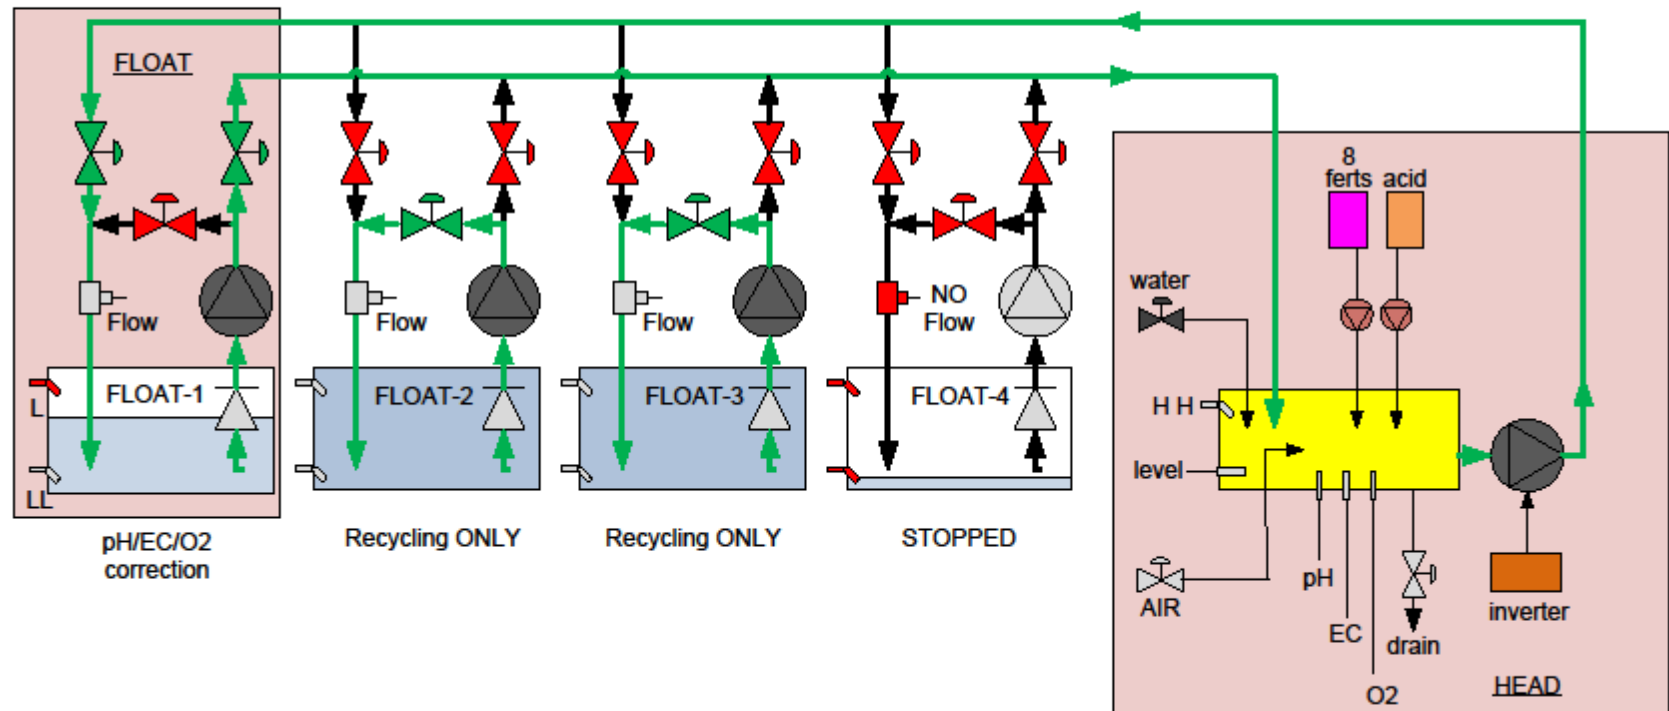 FLOAT
8
ferts
acid
water
Flow
Flow
Flow
NO
Flow
L
FLOAT-1
FLOAT-2
FLOAT-3
FLOAT-4
H H
level
LL
pH/EC/O2
correction
Recycling ONLY
Recycling ONLY
STOPPED
AIR
pH
EC
drain
inverter
O2
HEAD